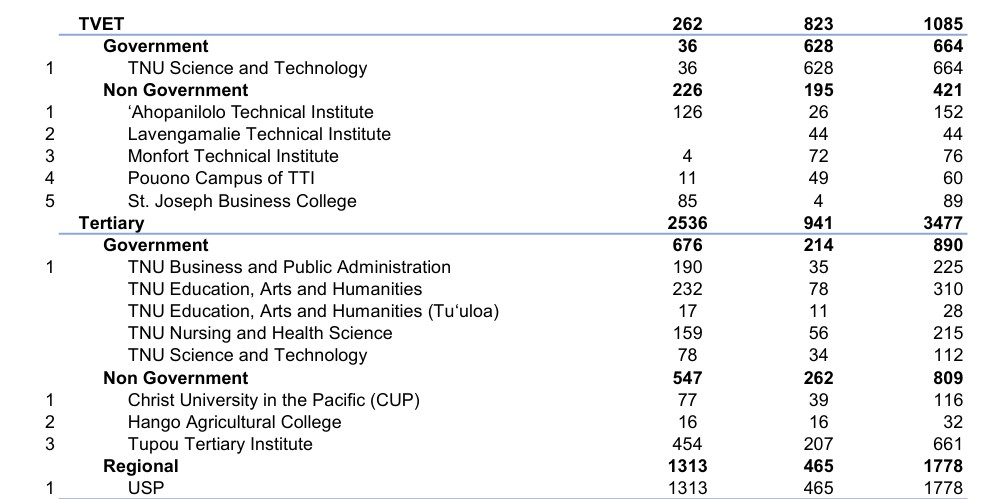 TVET 262 823 1085
Government 36 628 664
1 TNU Science and Technology 36 628 664
Non Government 226 195 421
1 ‘Ahopanilolo Technical Institute 126 26 152
2 Lavengamalie Technical Institute 44 44
3 Monfort Technical Institute 4 72 76
4 Pouono Campus of TTI 11 49 60
5 St. Joseph Business College 85 4 89
Tertiary 2536 941 3477
Government 676 214 890
1 TNU Business and Public Administration 190 35 225
TNU Education, Arts and Humanities 232 78 310
TNU Education, Arts and Humanities (Tu‘uloa) 17 11 28
TNU Nursing and Health Science 159 56 215
TNU Science and Technology 78 34 112
Non Government 547 262 809
1 Christ University in the Pacific (CUP) 77 39 116
2 Hango Agricultural College 16 16 32
3 Tupou Tertiary Institute 454 207 661
Regional 1313 465 1778
1 USP 1313 465 1778